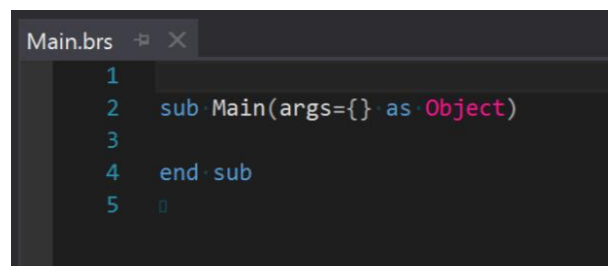 Main.brs
1
2 sub Main(args={} as Object)
3
4 end sub
5